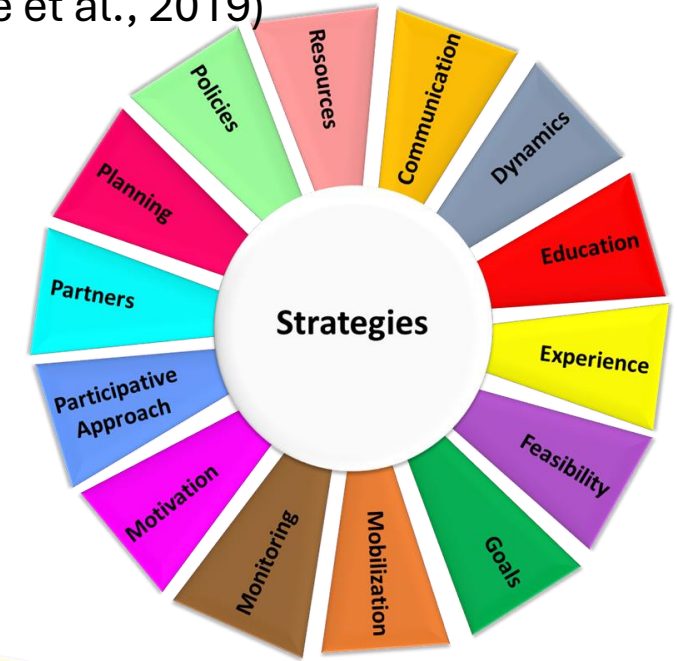 e et al., 2019)
Resources
Communication
Dynamics
Education
Experience
Feasibility
Goals
Mobilization
Monitoring
Motivation
Participative
Approach
Partners
Planning
Policies
Strategies